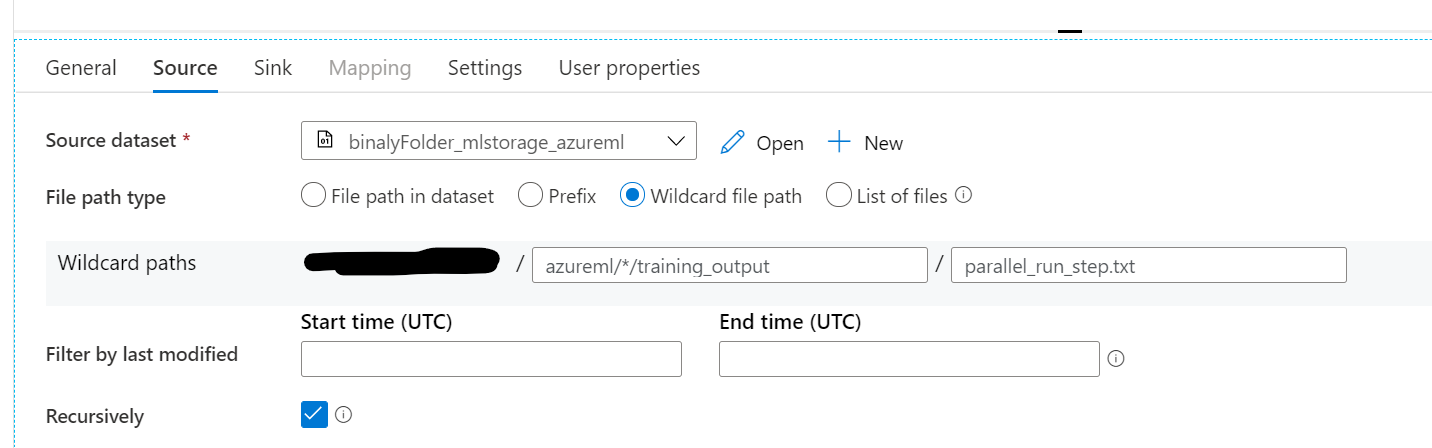 General Source Sink Mapping Settings User properties
Source dataset * binalyFolder_mlstorage_azureml Open New
File path type File path in dataset Prefix Wildcard file path List of files
Wildcard paths / azureml/*/training_output / parallel_run_step.txt
Start time (UTC) End time (UTC)
Filter by last modified
Recursively